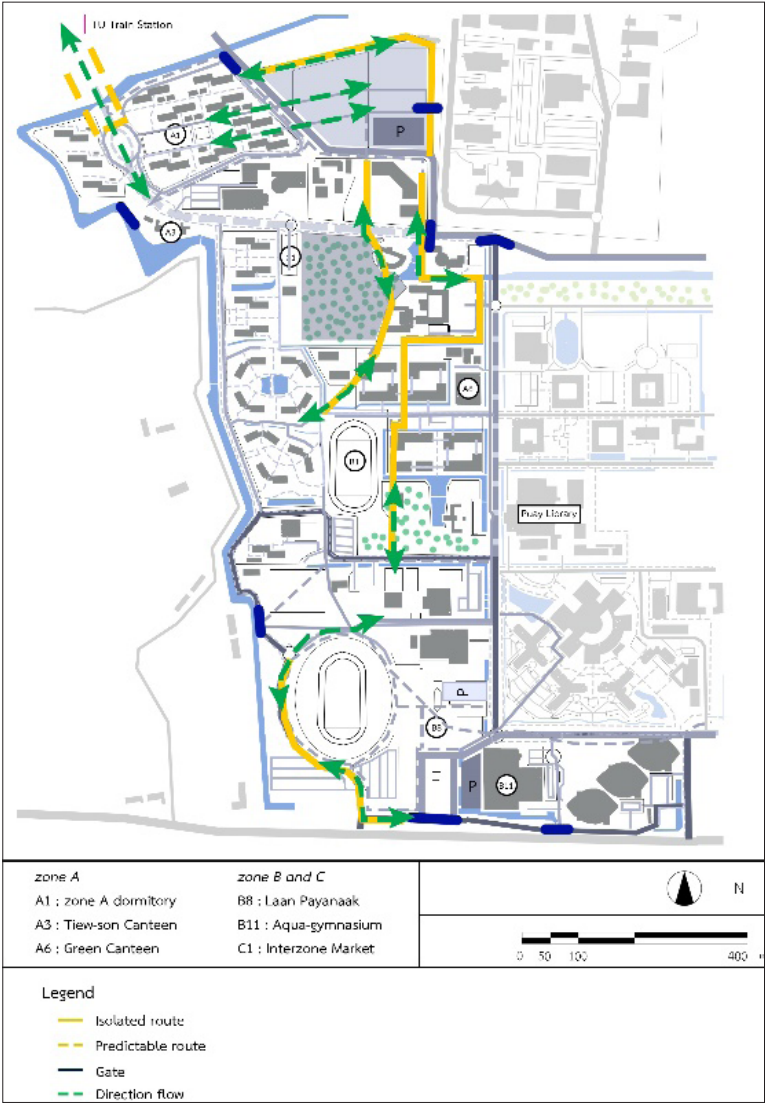 TU Train Station
A1
P
A3
A6
B1
Puay Library
P
B8
P
B11
zone A
A1 : zone A dormitory
A3 : Tiew-son Canteen
A6 : Green Canteen
zone B and C
B8 : Laan Payanaak
B11 : Aqua-gymnasium
C1 : Interzone Market
N
0 50 100 400
Legend
Isolated route
Predictable route
Gate
Direction flow